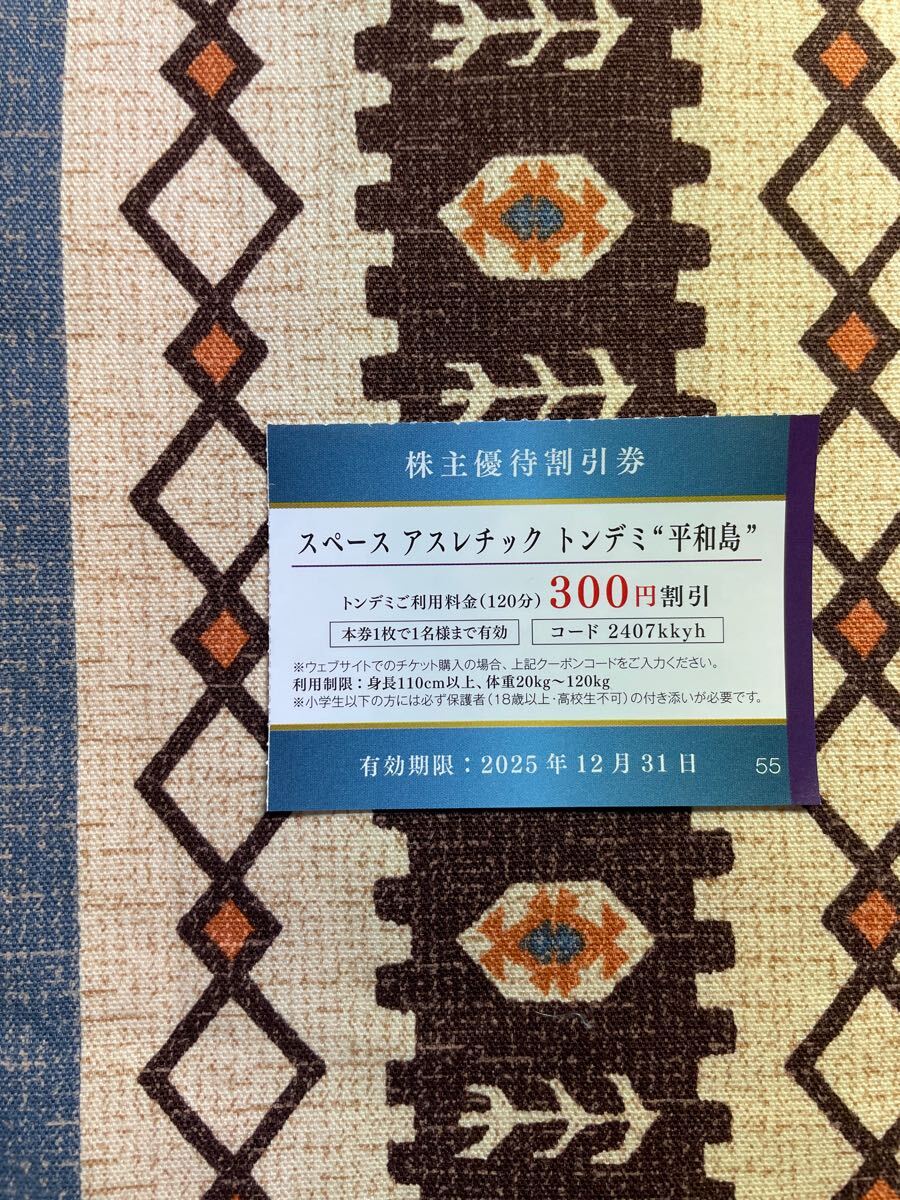 株主優待割引券
スペース アスレチック トンデミ“平和島”
トンデミご利用料金(120分) 300円割引
本券1枚で1名様まで有効 コード 2407kkyh
※ウェブサイトでのチケット購入の場合、上記クーポンコードをご入力ください。
利用制限：身長110cm以上、体重20kg〜120kg
※小学生以下の方には必ず保護者(18歳以上・高校生不可)の付き添いが必要です。
有効期限：2025年12月31日 55